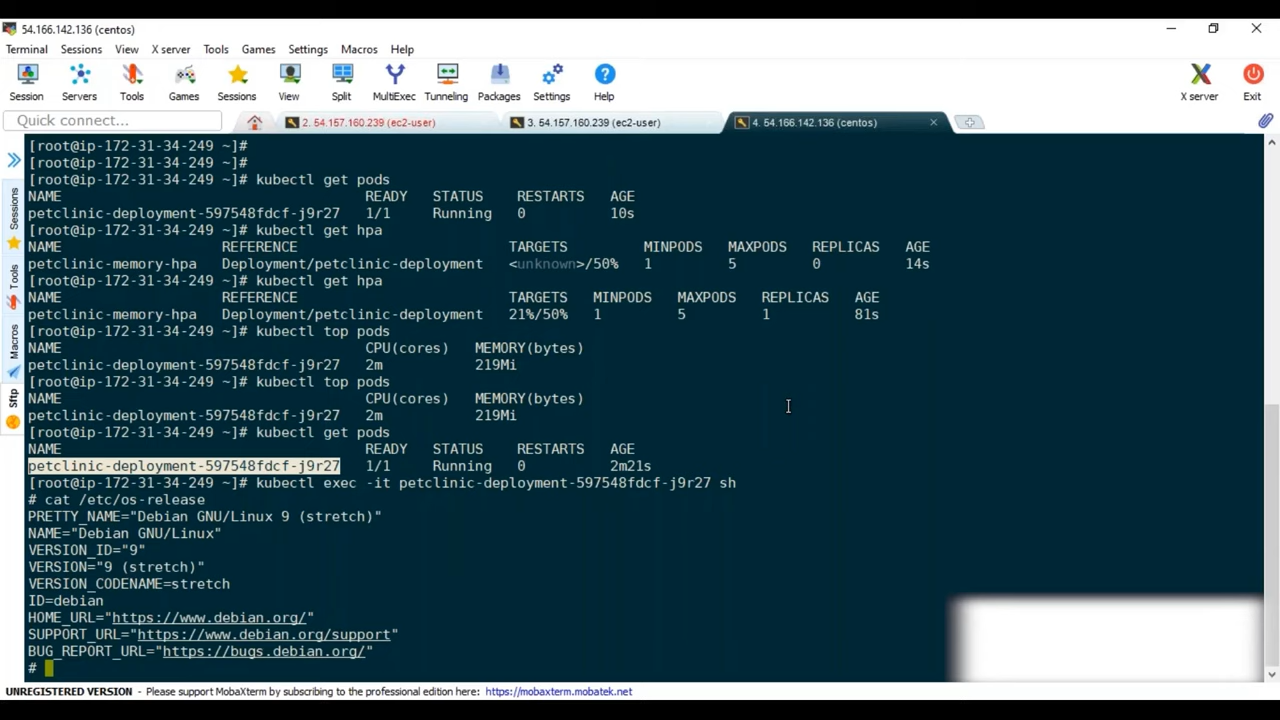 54.166.142.136 (centos)
Terminal Sessions View X server Tools Games Settings Macros Help
Session Servers Tools Games Sessions View Split MultiExec Tunneling Packages Settings Help X server Exit
Quick connect... 2. 54.157.160.239 (ec2-user) 3. 54.157.160.239 (ec2-user) 4. 54.166.142.136 (centos)
Sessions
Tools
Macros
Sftp
[root@ip-172-31-34-249 ~]#
[root@ip-172-31-34-249 ~]#
[root@ip-172-31-34-249 ~]# kubectl get pods
NAME READY STATUS RESTARTS AGE
petclinic-deployment-597548fdcf-j9r27 1/1 Running 0 10s
[root@ip-172-31-34-249 ~]# kubectl get hpa
NAME REFERENCE TARGETS MINPODS MAXPODS REPLICAS AGE
petclinic-memory-hpa Deployment/petclinic-deployment <unknown>/50% 1 5 0 14s
[root@ip-172-31-34-249 ~]# kubectl get hpa
NAME REFERENCE TARGETS MINPODS MAXPODS REPLICAS AGE
petclinic-memory-hpa Deployment/petclinic-deployment 21%/50% 1 5 1 81s
[root@ip-172-31-34-249 ~]# kubectl top pods
NAME CPU(cores) MEMORY(bytes)
petclinic-deployment-597548fdcf-j9r27 2m 219Mi
[root@ip-172-31-34-249 ~]# kubectl top pods
NAME CPU(cores) MEMORY(bytes)
petclinic-deployment-597548fdcf-j9r27 2m 219Mi
[root@ip-172-31-34-249 ~]# kubectl get pods
NAME READY STATUS RESTARTS AGE
petclinic-deployment-597548fdcf-j9r27 1/1 Running 0 2m21s
[root@ip-172-31-34-249 ~]# kubectl exec -it petclinic-deployment-597548fdcf-j9r27 sh
# cat /etc/os-release
PRETTY_NAME="Debian GNU/Linux 9 (stretch)"
NAME="Debian GNU/Linux"
VERSION_ID="9"
VERSION="9 (stretch)"
VERSION_CODENAME=stretch
ID=debian
HOME_URL="https://www.debian.org/"
SUPPORT_URL="https://www.debian.org/support"
BUG_REPORT_URL="https://bugs.debian.org/"
#
UNREGISTERED VERSION - Please support MobaXterm by subscribing to the professional edition here: https://mobaxterm.mobatek.net